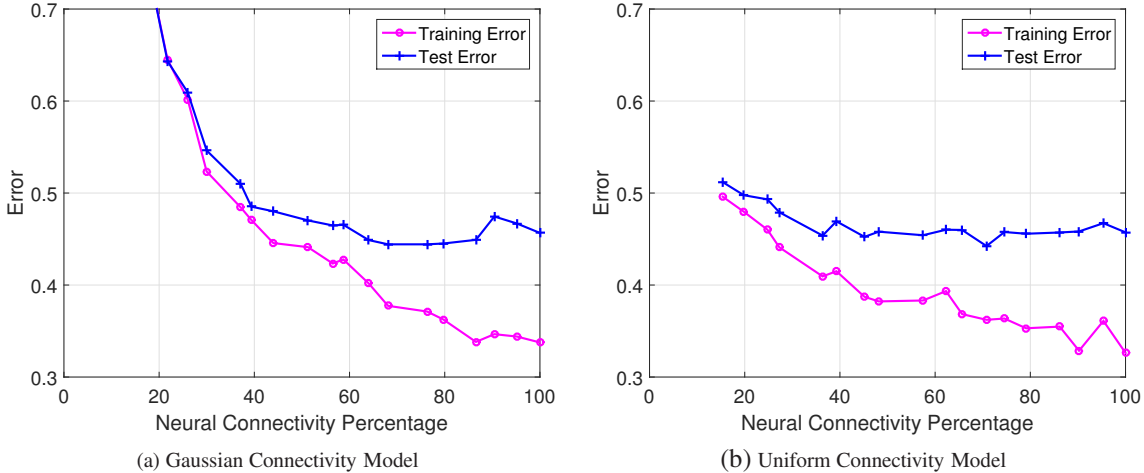 0.7
0.6
0.5
0.4
0.3
Error
0 20 40 60 80 100
Neural Connectivity Percentage
Training Error
Test Error
(a) Gaussian Connectivity Model
0.7
0.6
0.5
0.4
0.3
Error
0 20 40 60 80 100
Neural Connectivity Percentage
Training Error
Test Error
(b) Uniform Connectivity Model